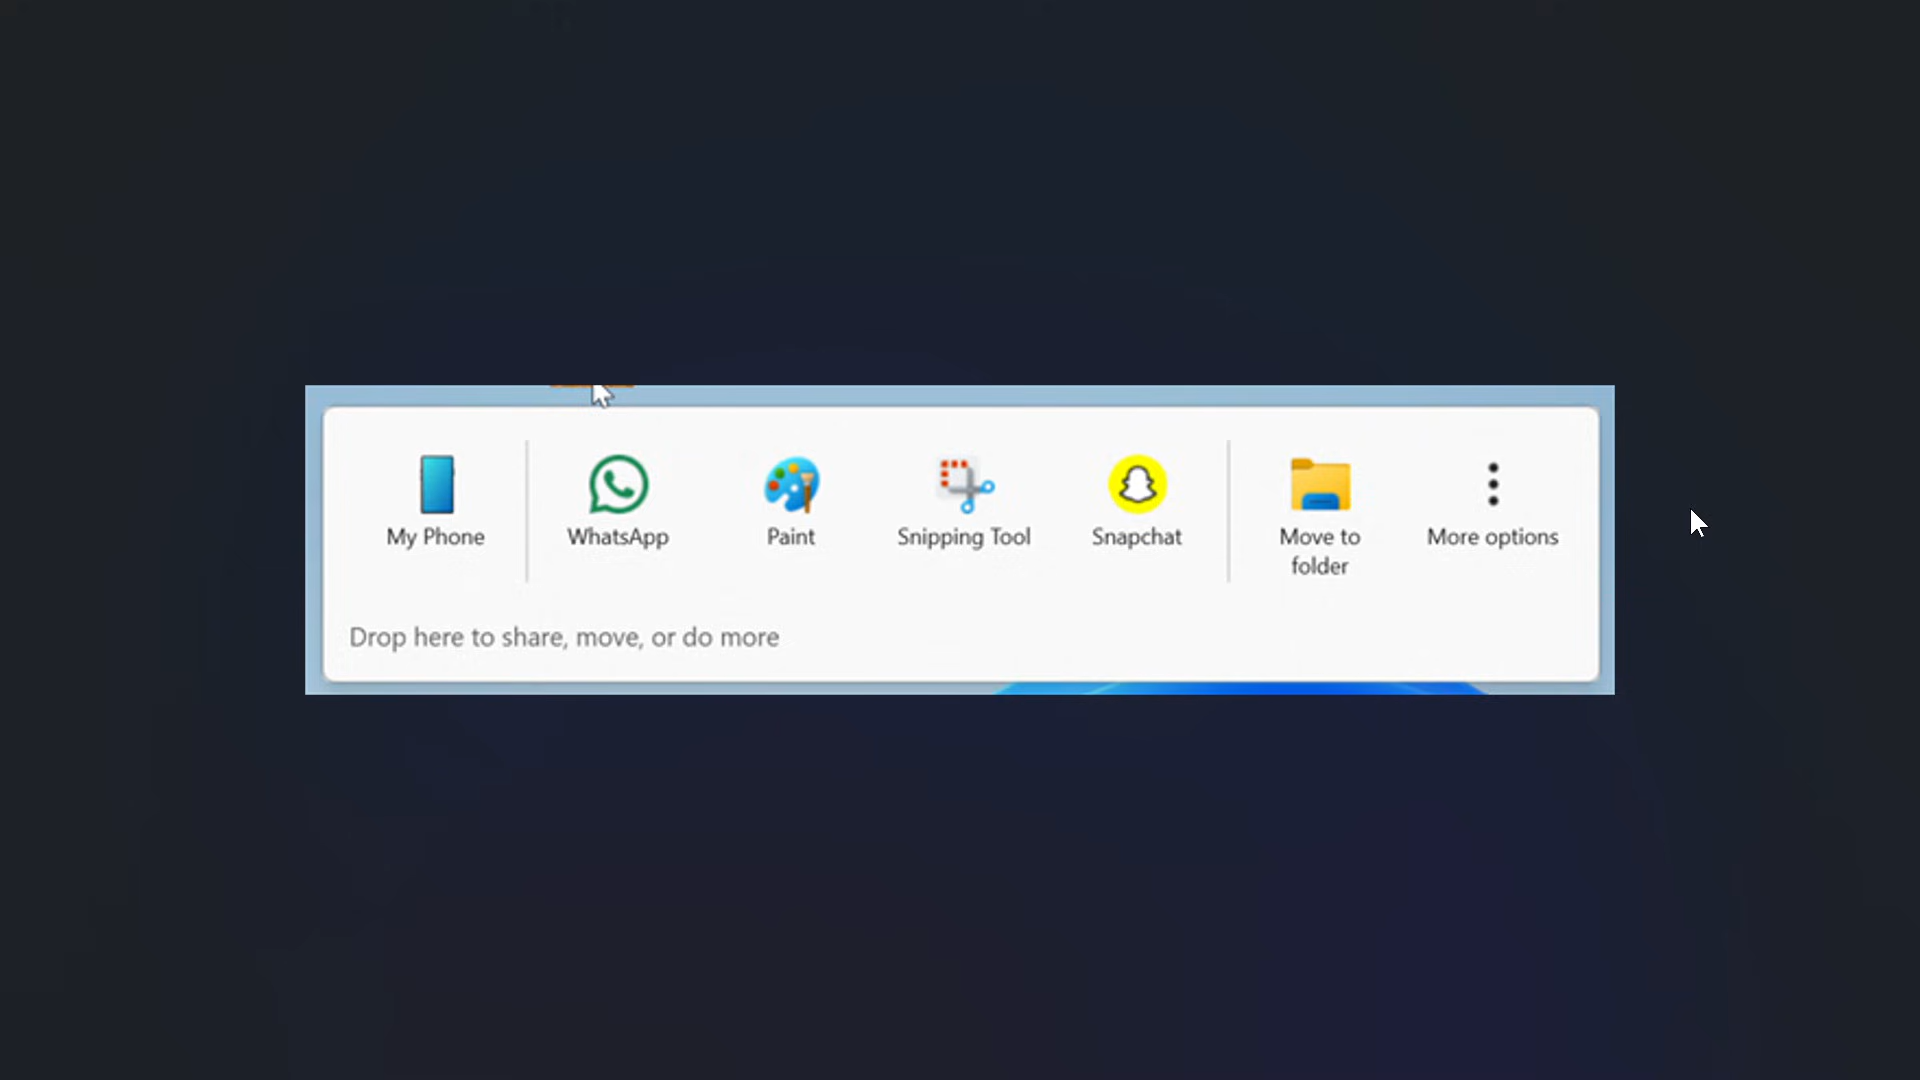 My Phone
WhatsApp
Paint
Snipping Tool
Snapchat
Move to
folder
More options
Drop here to share, move, or do more